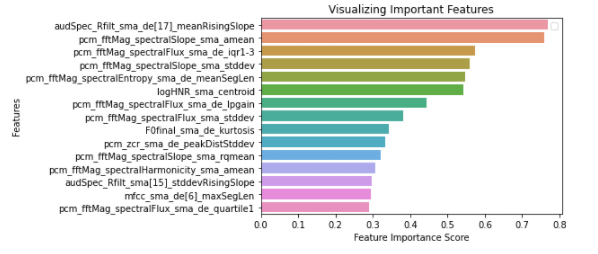 Visualizing Important Features
audSpec_Rfilt_sma_de[17]_meanRisingSlope
pcm_fftMag_spectralSlope_sma_amean
pcm_fftMag_spectralFlux_sma_de_iqr1-3
pcm_fftMag_spectralSlope_sma_stddev
pcm_fftMag_spectralEntropy_sma_de_meanSegLen
logHNR_sma_centroid
pcm_fftMag_spectralFlux_sma_de_lpgain
pcm_fftMag_spectralFlux_sma_stddev
F0final_sma_de_kurtosis
pcm_zcr_sma_de_peakDistStddev
pcm_fftMag_spectralSlope_sma_rqmean
pcm_fftMag_spectralHarmonicity_sma_amean
audSpec_Rfilt_sma[15]_stddevRisingSlope
mfcc_sma_de[6]_maxSegLen
pcm_fftMag_spectralFlux_sma_de_quartile1
Features
0.0 0.1 0.2 0.3 0.4 0.5 0.6 0.7 0.8
Feature Importance Score